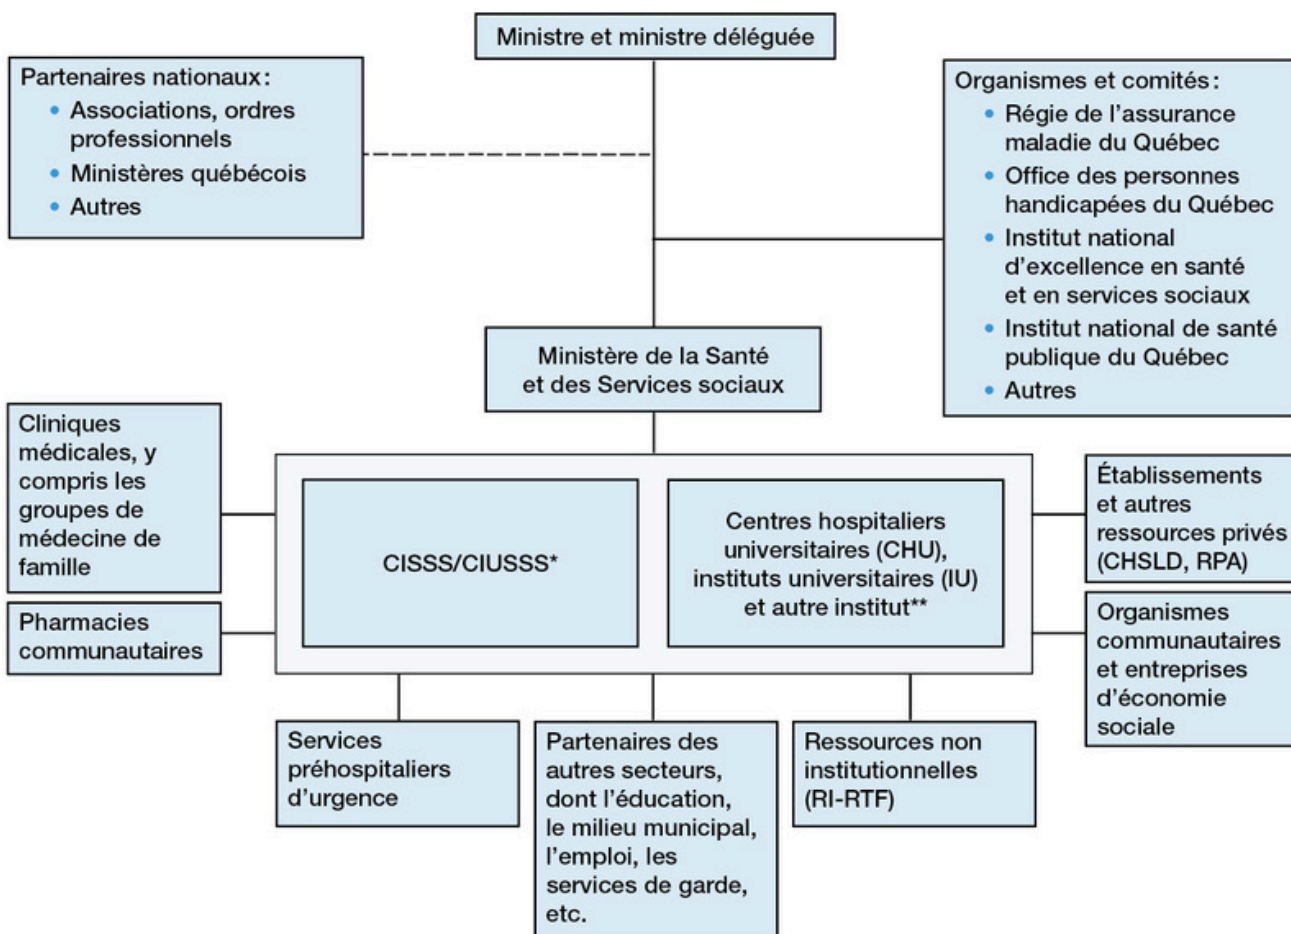 Ministre et ministre déléguée
Partenaires nationaux :
• Associations, ordres
professionnels
• Ministères québécois
• Autres
Organismes et comités :
• Régie de l'assurance
maladie du Québec
• Office des personnes
handicapées du Québec
• Institut national
d'excellence en santé
et en services sociaux
• Institut national de santé
publique du Québec
• Autres
Ministère de la Santé
et des Services sociaux
Cliniques
médicales, y
compris les
groupes de
médecine de
famille
Pharmacies
communautaires
CISSS/CIUSSS*
Centres hospitaliers
universitaires (CHU),
instituts universitaires (IU)
et autre institut**
Établissements
et autres
ressources privés
(CHSLD, RPA)
Organismes
communautaires
et entreprises
d'économie
sociale
Services
préhospitaliers
d'urgence
Partenaires des
autres secteurs,
dont l'éducation,
le milieu municipal,
l'emploi, les
services de garde,
etc.
Ressources non
institutionnelles
(RI-RTF)